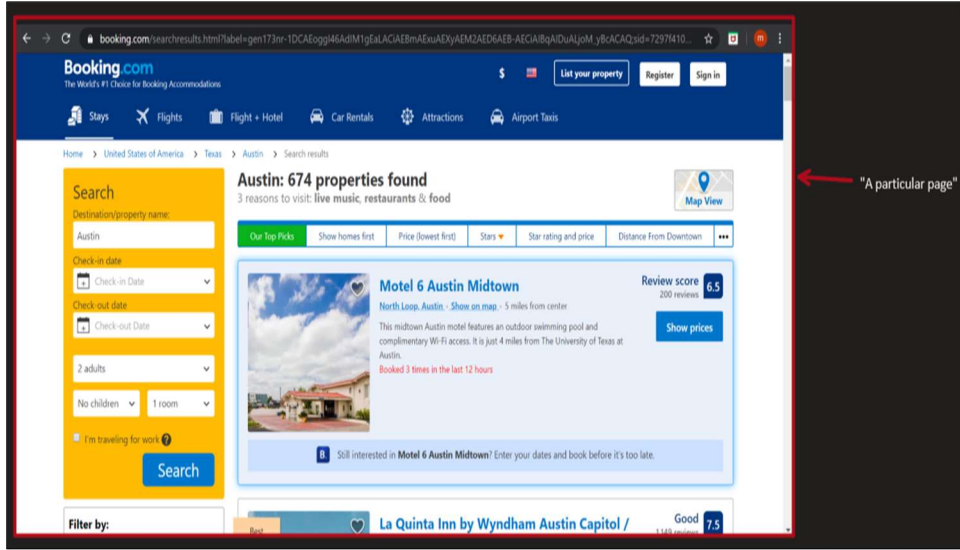 booking.com/searchresults.html?label=gen173nr-1DCAEoggI46AdIM1gEaLACiAEBmAExuAEXyAEM2AED6AEB-AECiAIBqAIDuALjoM_yBcACAQ;sid=7297f410...
Booking.com
The World's #1 Choice for Booking Accommodations
$ List your property Register Sign in
Stays Flights Flight + Hotel Car Rentals Attractions Airport Taxis
Home > United States of America > Texas > Austin > Search results
"A particular page"
Search
Destination/property name:
Austin
Check-in date
Check-in Date
Check-out date
Check-out Date
2 adults
No children 1 room
I'm traveling for work
Search
Filter by:
Austin: 674 properties found
3 reasons to visit: live music, restaurants & food
Map View
Our Top Picks Show homes first Price (lowest first) Stars Star rating and price Distance From Downtown •••
Motel 6 Austin Midtown
Review score 6.5
200 reviews
North Loop, Austin - Show on map - 5 miles from center
Show prices
This midtown Austin motel features an outdoor swimming pool and
complimentary Wi-Fi access. It is just 4 miles from The University of Texas at
Austin.
Booked 3 times in the last 12 hours
B. Still interested in Motel 6 Austin Midtown? Enter your dates and book before it's too late.
Best
La Quinta Inn by Wyndham Austin Capitol /
Good 7.5
1149 reviews